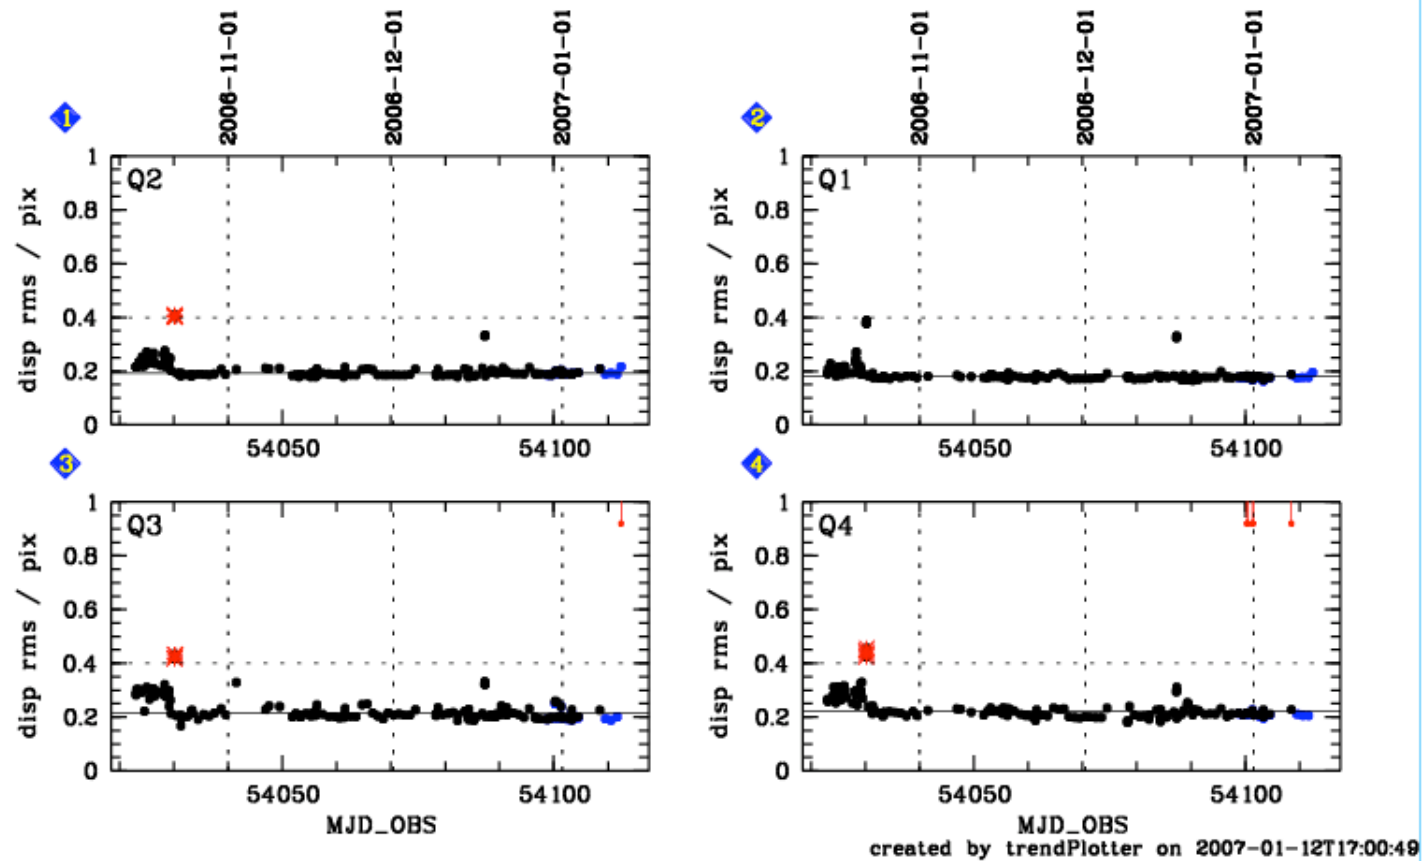 2006-11-01 2006-12-01 2007-01-01 2006-11-01 2006-12-01 2007-01-01
1 2
Q2 Q1
disp rms / pix disp rms / pix
1 1
0.8 0.8
0.6 0.6
0.4 0.4
0.2 0.2
0 0
54050 54100 54050 54100
3 4
Q3 Q4
disp rms / pix disp rms / pix
1 1
0.8 0.8
0.6 0.6
0.4 0.4
0.2 0.2
0 0
54050 54100 54050 54100
MJD_OBS MJD_OBS
created by trendPlotter on 2007-01-12T17:00:49